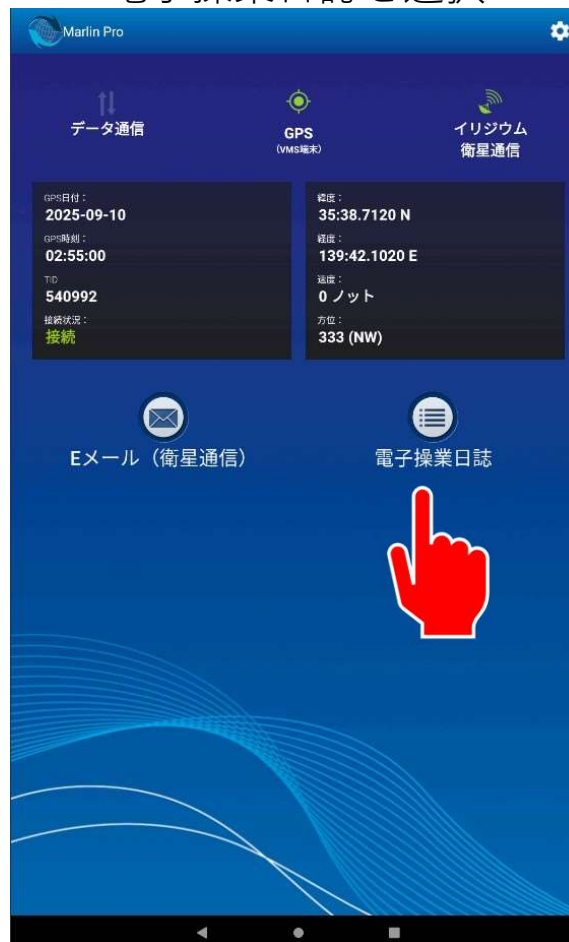 Marlin Pro
データ通信
GPS
(VMS端末)
イリジウム
衛星通信
GPS日付：
2025-09-10
GPS時刻：
02:55:00
TID
540992
接続状況：
接続
緯度：
35:38.7120 N
経度：
139:42.1020 E
速度：
0 ノット
方位：
333 (NW)
Eメール（衛星通信）
電子操業日誌